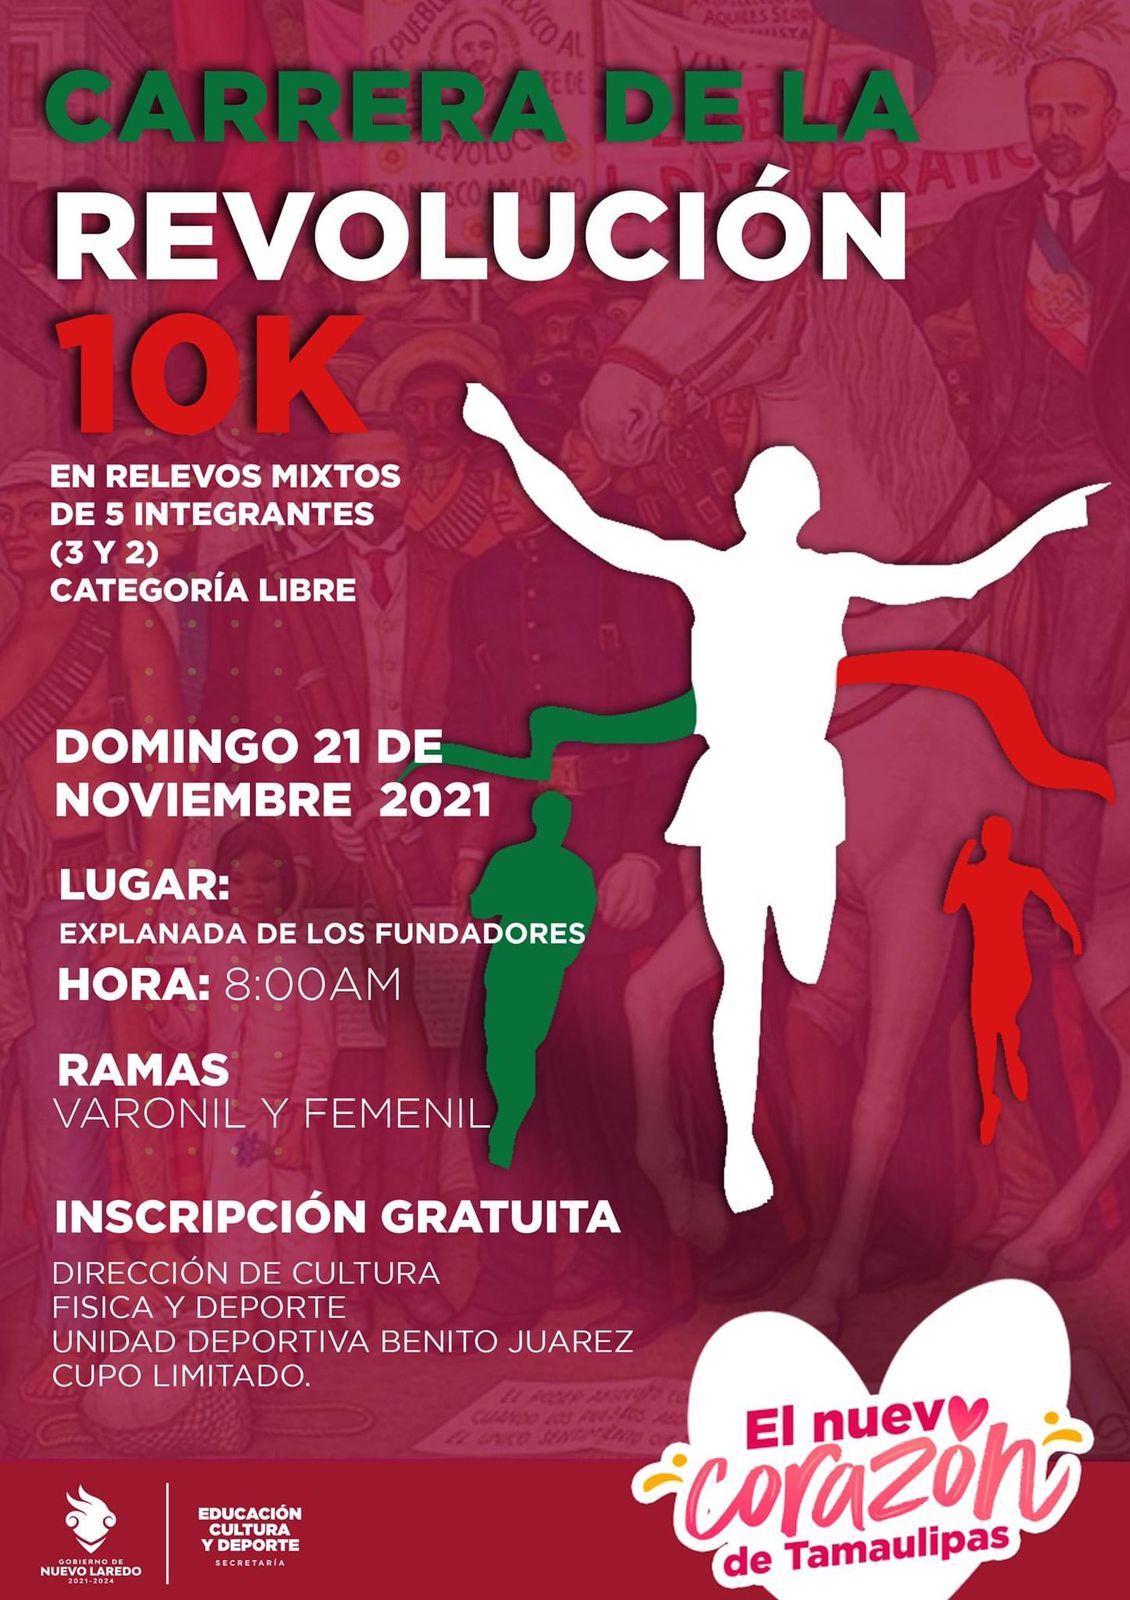 CARRERA DE LA
REVOLUCIÓN
10K
EN RELEVOS MIXTOS
DE 5 INTEGRANTES
(3 Y 2)
CATEGORÍA LIBRE
DOMINGO 21 DE
NOVIEMBRE 2021
LUGAR:
EXPLANADA DE LOS FUNDADORES
HORA: 8:00AM
RAMAS
VARONIL Y FEMENIL
INSCRIPCIÓN GRATUITA
DIRECCIÓN DE CULTURA
FISICA Y DEPORTE
UNIDAD DEPORTIVA BENITO JUAREZ
CUPO LIMITADO.
El nuevo
corazón
de Tamaulipas
GOBIERNO DE
NUEVO LAREDO
2021-2024
EDUCACIÓN
CULTURA
Y DEPORTE
SECRETARÍA